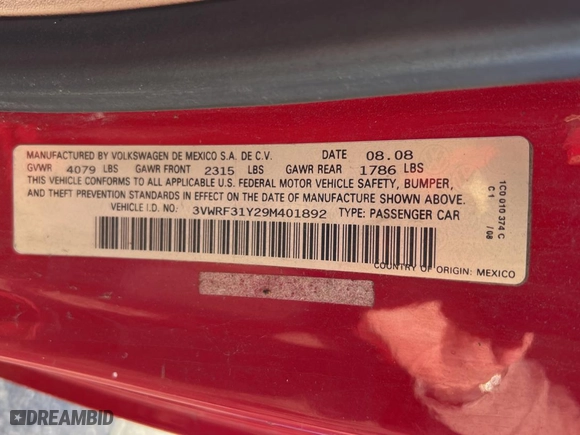 MANUFACTURED BY VOLKSWAGEN DE MEXICO S.A. DE C.V. DATE 08.08
GVWR 4079 LBS GAWR FRONT 2315 LBS GAWR REAR 1786 LBS
THIS VEHICLE CONFORMS TO ALL APPLICABLE U.S. FEDERAL MOTOR VEHICLE SAFETY, BUMPER,
AND THEFT PREVENTION STANDARDS IN EFFECT ON THE DATE OF MANUFACTURE SHOWN ABOVE.
VEHICLE I.D. NO. 3VWRF31Y29M401892 TYPE: PASSENGER CAR
COUNTRY OF ORIGIN: MEXICO
1C0 010 374 C
C1 /08
DREAMBID